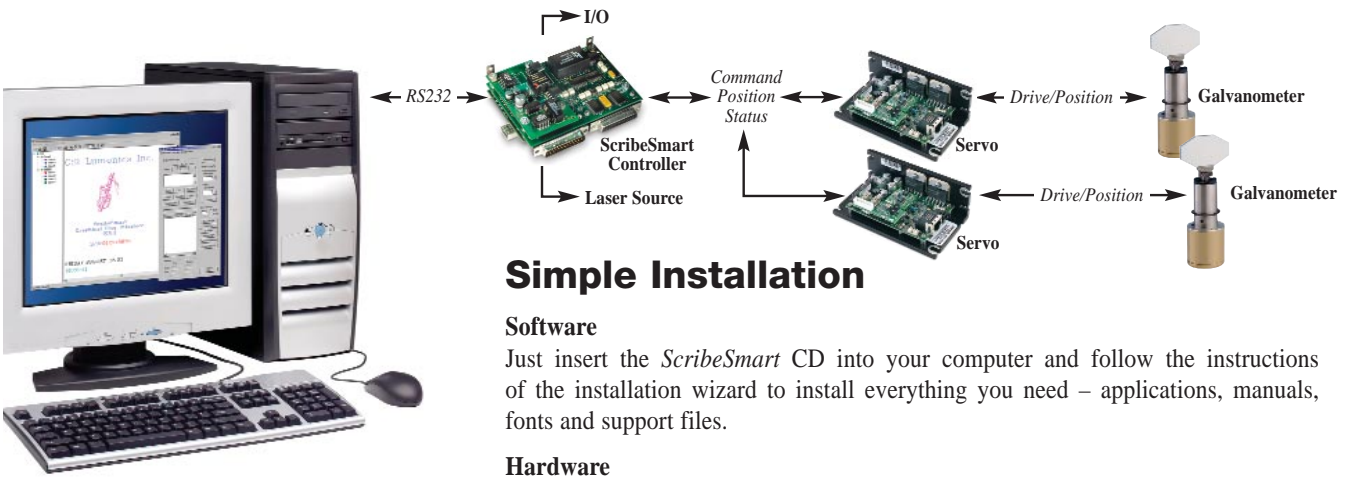 I/O
RS232
Command
Position
Status
Drive/Position
Galvanometer
Servo
ScribeSmart
Controller
Laser Source
Drive/Position
Galvanometer
Servo
Simple Installation
Software
Just insert the ScribeSmart CD into your computer and follow the instructions
of the installation wizard to install everything you need – applications, manuals,
fonts and support files.
Hardware